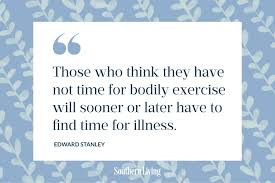 “
Those who think they have
not time for bodily exercise
will sooner or later have to
find time for illness.
EDWARD STANLEY
Southern Living